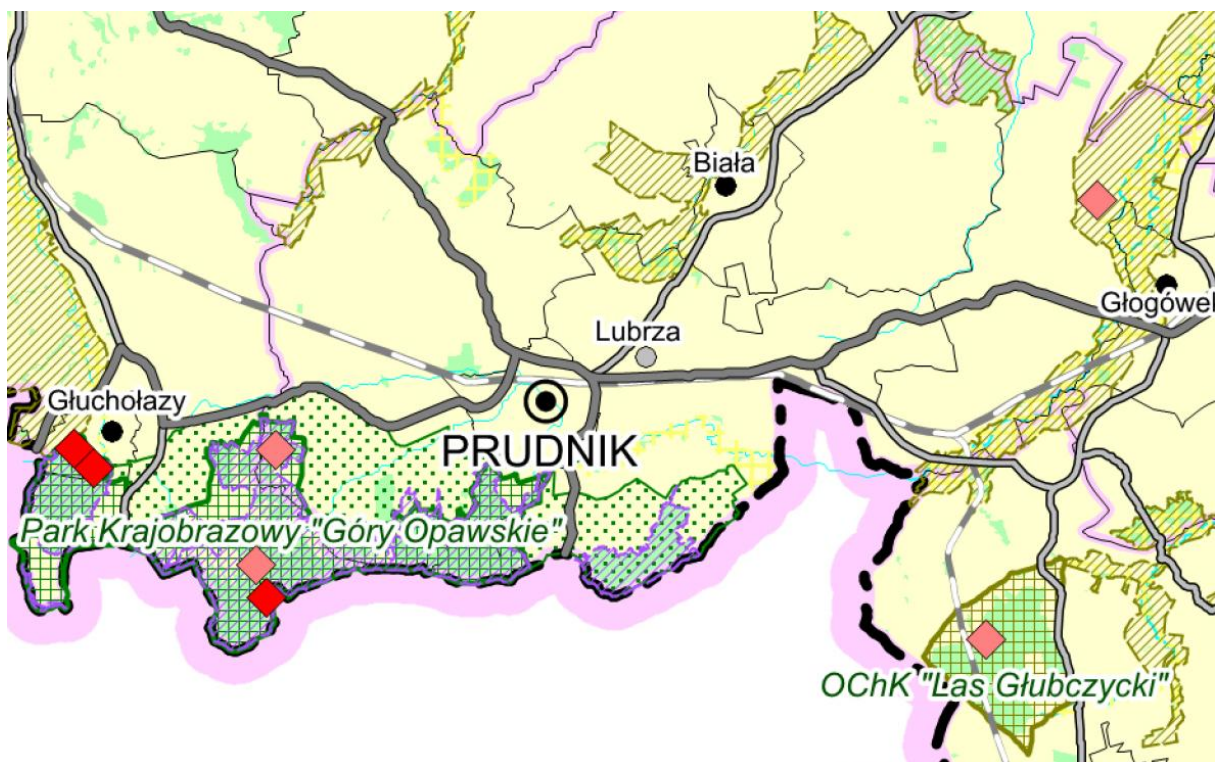 Biała
Głogówek
Lubrza
Głuchołazy
PRUDNIK
Park Krajobrazowy "Góry Opawskie"
OChK "Las Głubczycki"